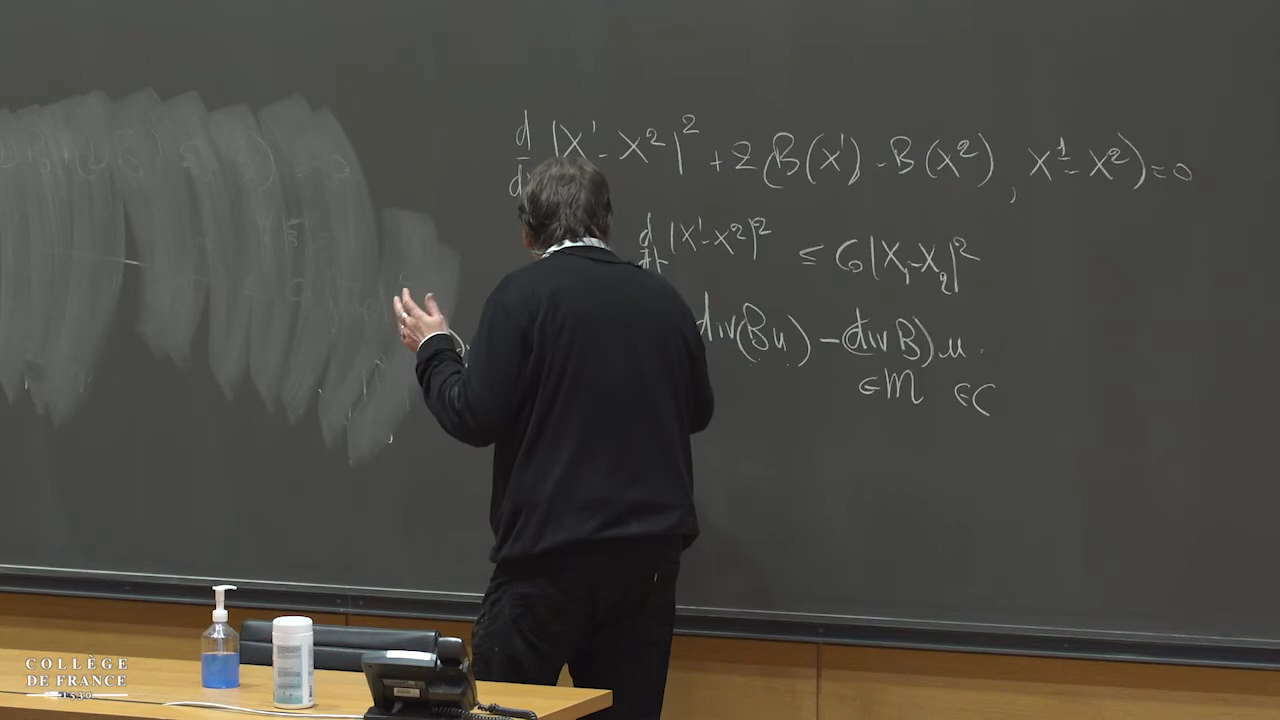 d/d |X¹ - X²|² + 2(B(X¹) - B(X²), X¹ - X²) = 0
d/dt |X¹ - X²|² ≤ C₀|X₁ - X₂|²
div(Bu) - (div B) u.
∈ M ∈ C
COLLÈGE
DE FRANCE
1530